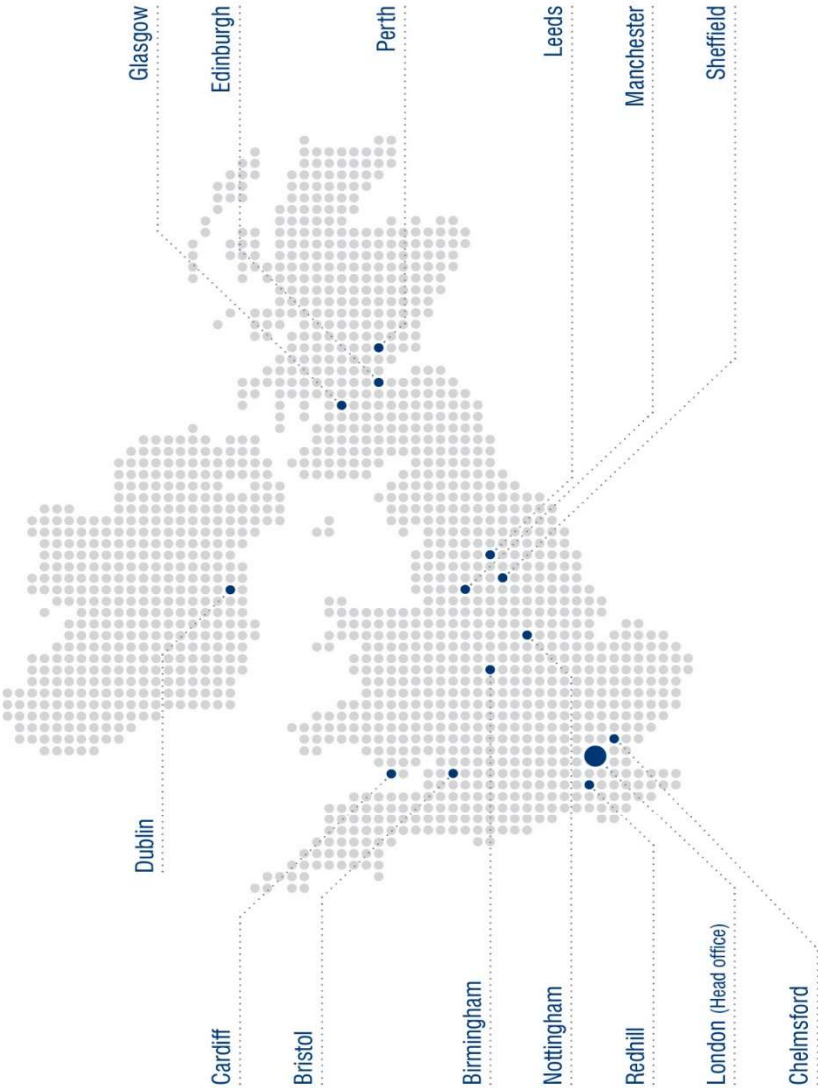 Glasgow
Edinburgh
Perth
Leeds
Manchester
Sheffield
Dublin
Cardiff
Bristol
Birmingham
Nottingham
Redhill
London (Head office)
Chelmsford